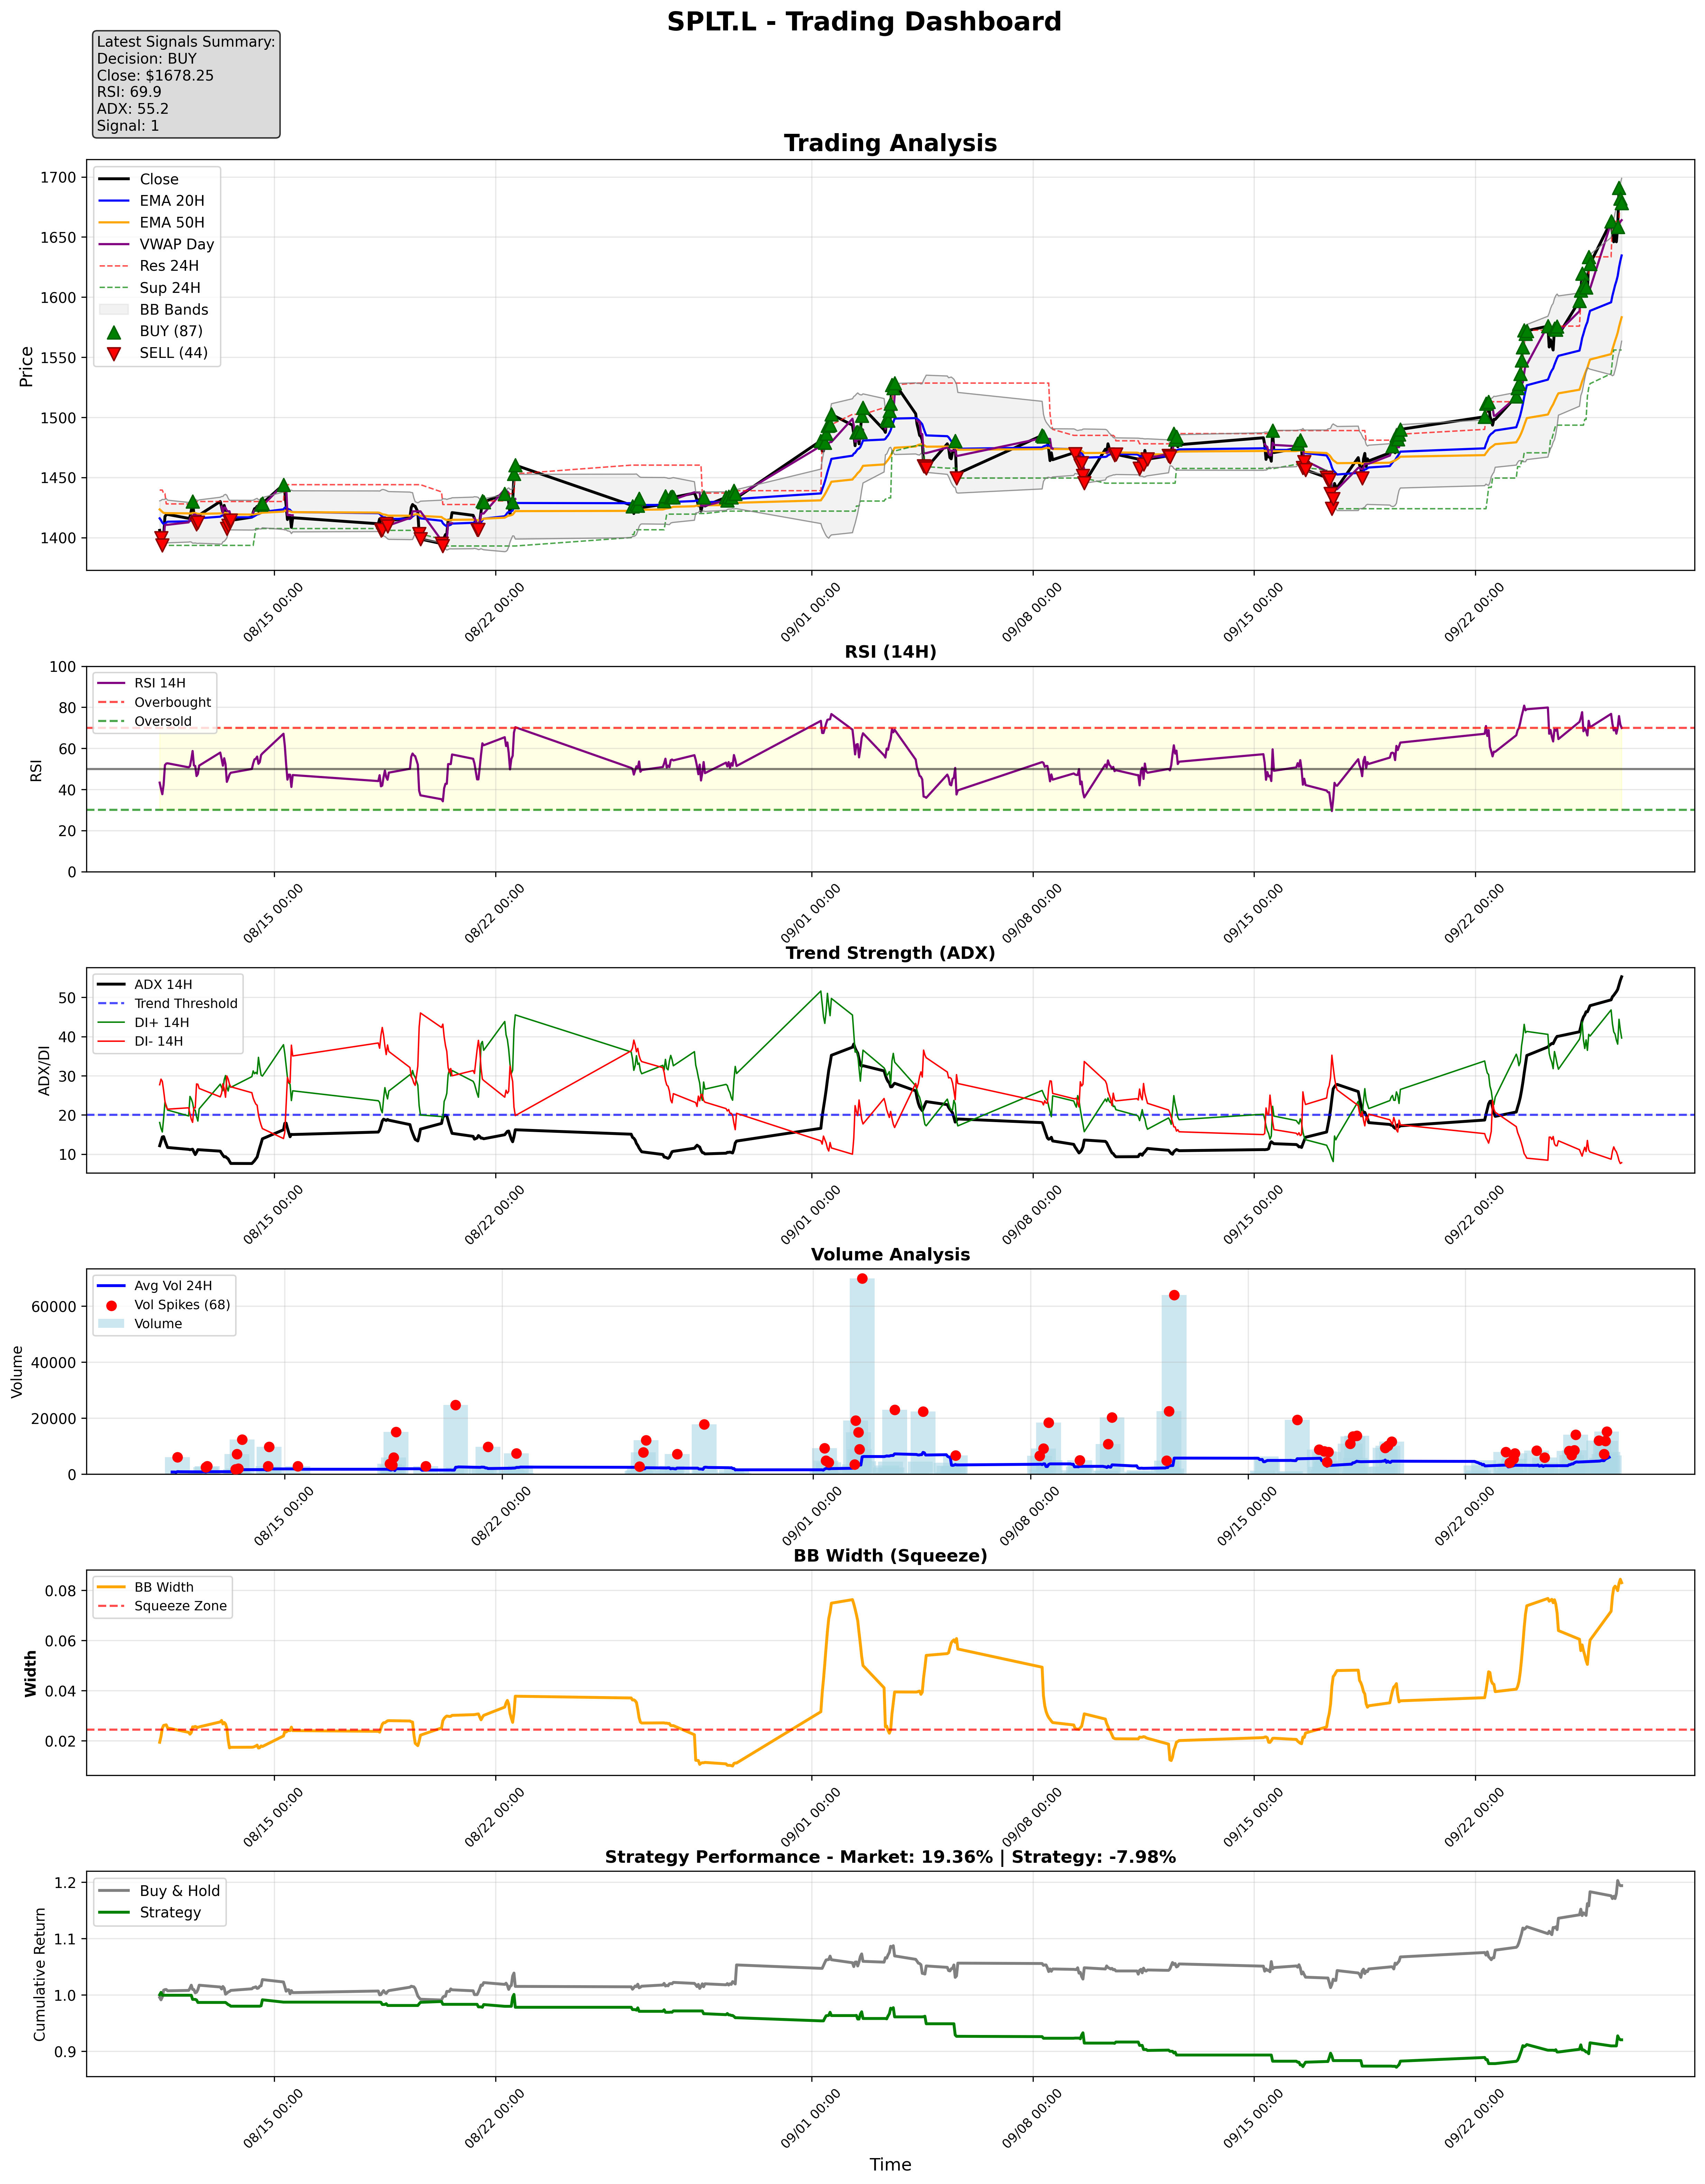 SPLT.L - Trading Dashboard
Latest Signals Summary:
Decision: BUY
Close: $1678.25
RSI: 69.9
ADX: 55.2
Signal: 1
Trading Analysis
Price
1700
1650
1600
1550
1500
1450
1400
Close
EMA 20H
EMA 50H
VWAP Day
Res 24H
Sup 24H
BB Bands
BUY (87)
SELL (44)
08/15 00:00
08/22 00:00
09/01 00:00
09/08 00:00
09/15 00:00
09/22 00:00
RSI (14H)
RSI
100
80
60
40
20
0
RSI 14H
Overbought
Oversold
08/15 00:00
08/22 00:00
09/01 00:00
09/08 00:00
09/15 00:00
09/22 00:00
Trend Strength (ADX)
ADX/DI
50
40
30
20
10
ADX 14H
Trend Threshold
DI+ 14H
DI- 14H
08/15 00:00
08/22 00:00
09/01 00:00
09/08 00:00
09/15 00:00
09/22 00:00
Volume Analysis
Volume
60000
40000
20000
0
Avg Vol 24H
Vol Spikes (68)
Volume
08/15 00:00
08/22 00:00
09/01 00:00
09/08 00:00
09/15 00:00
09/22 00:00
BB Width (Squeeze)
Width
0.08
0.06
0.04
0.02
BB Width
Squeeze Zone
08/15 00:00
08/22 00:00
09/01 00:00
09/08 00:00
09/15 00:00
09/22 00:00
Strategy Performance - Market: 19.36% | Strategy: -7.98%
Cumulative Return
1.2
1.1
1.0
0.9
Buy & Hold
Strategy
08/15 00:00
08/22 00:00
09/01 00:00
09/08 00:00
09/15 00:00
09/22 00:00
Time